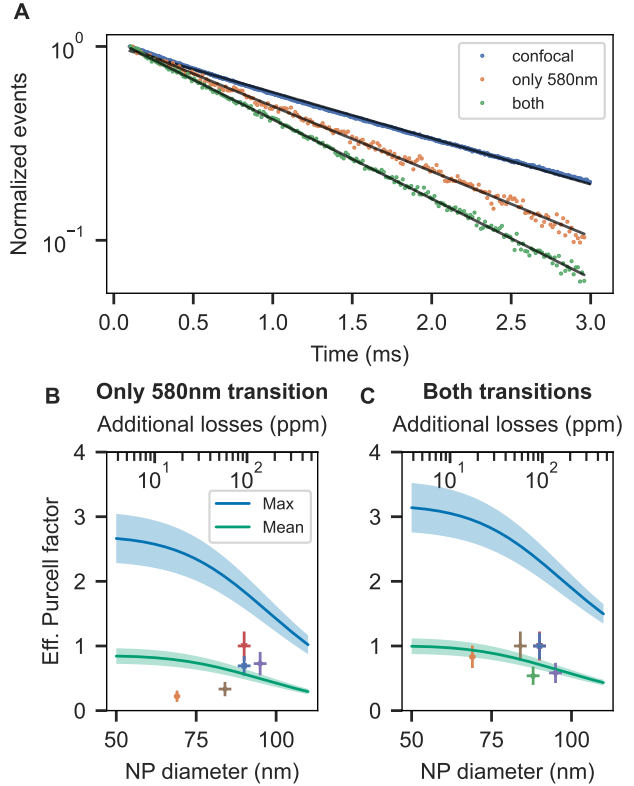 A
Normalized events
10^0
10^−1
confocal
only 580nm
both
0.0 0.5 1.0 1.5 2.0 2.5 3.0
Time (ms)
B Only 580nm transition
Additional losses (ppm)
Eff. Purcell factor
4
3
2
1
0
10^1 10^2
Max
Mean
50 75 100
NP diameter (nm)
C Both transitions
Additional losses (ppm)
4
3
2
1
0
10^1 10^2
50 75 100
NP diameter (nm)